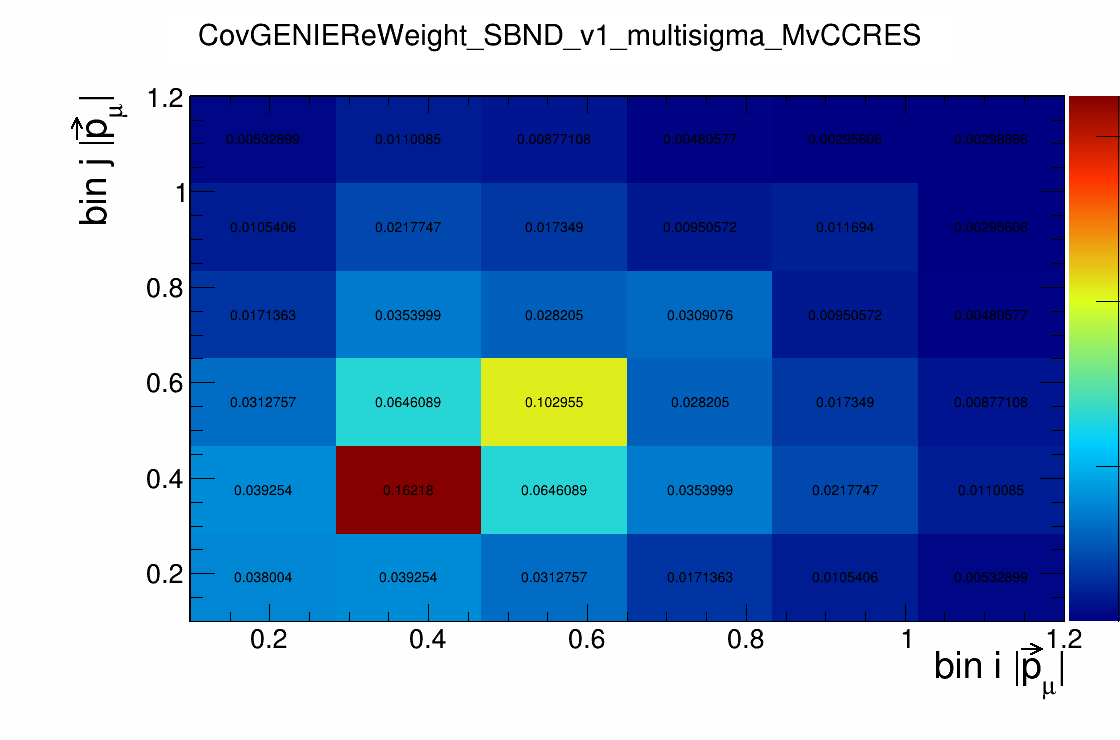 CovGENIEReWeight_SBND_v1_multisigma_MvCCRES
bin j |p⃗μ|
1.2
0.00532899 0.0110085 0.00877108 0.00480577 0.00295608 0.00298898
1
0.0105406 0.0217747 0.017349 0.00950572 0.011694 0.00295608
0.8
0.0171363 0.0353999 0.028205 0.0309076 0.00950572 0.00480577
0.6
0.0312757 0.0646089 0.102955 0.028205 0.017349 0.00877108
0.4
0.039254 0.16218 0.0646089 0.0353999 0.0217747 0.0110085
0.2
0.038004 0.039254 0.0312757 0.0171363 0.0105406 0.00532899
0.2 0.4 0.6 0.8 1 1.2
bin i |p⃗μ|